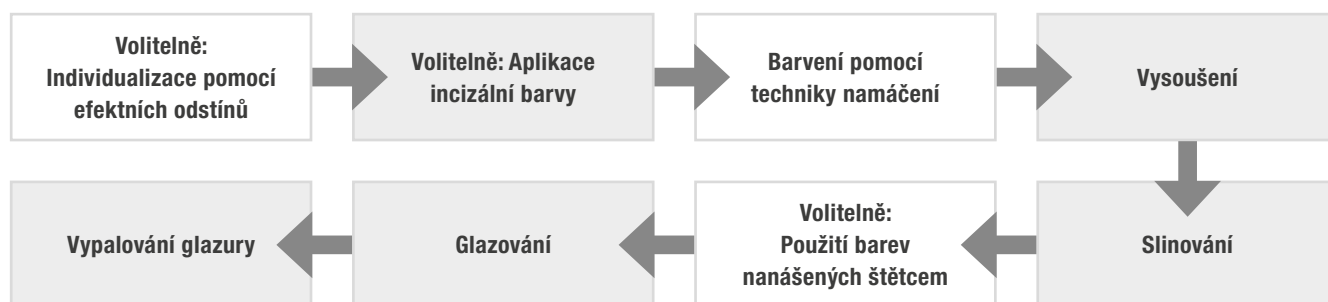 Volitelně:
Individualizace pomocí
efektních odstínů
Volitelně: Aplikace
incizální barvy
Barvení pomocí
techniky namáčení
Vysoušení
Slinování
Volitelně:
Použití barev
nanášených štětcem
Glazování
Vypalování glazury